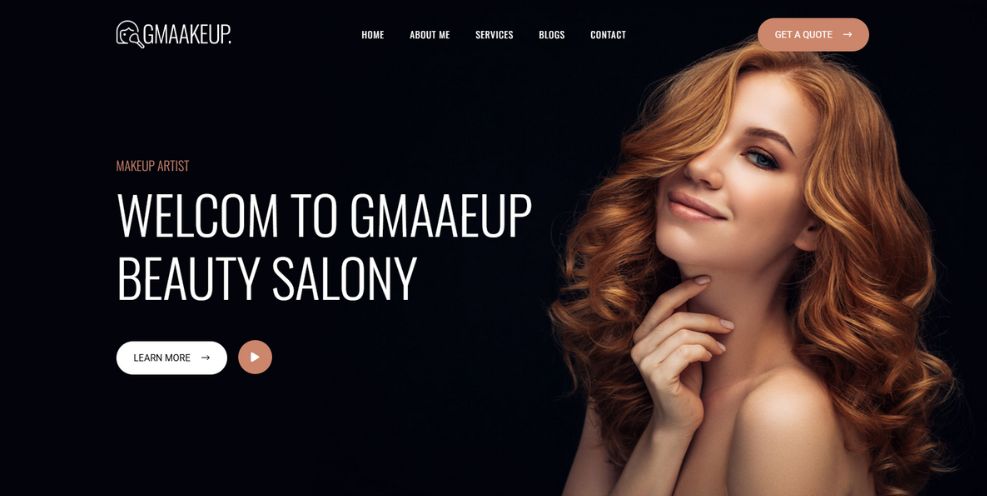 GMAAKEUP.
HOME ABOUT ME SERVICES BLOGS CONTACT
GET A QUOTE
MAKEUP ARTIST
WELCOM TO GMAAEUP
BEAUTY SALONY
LEARN MORE